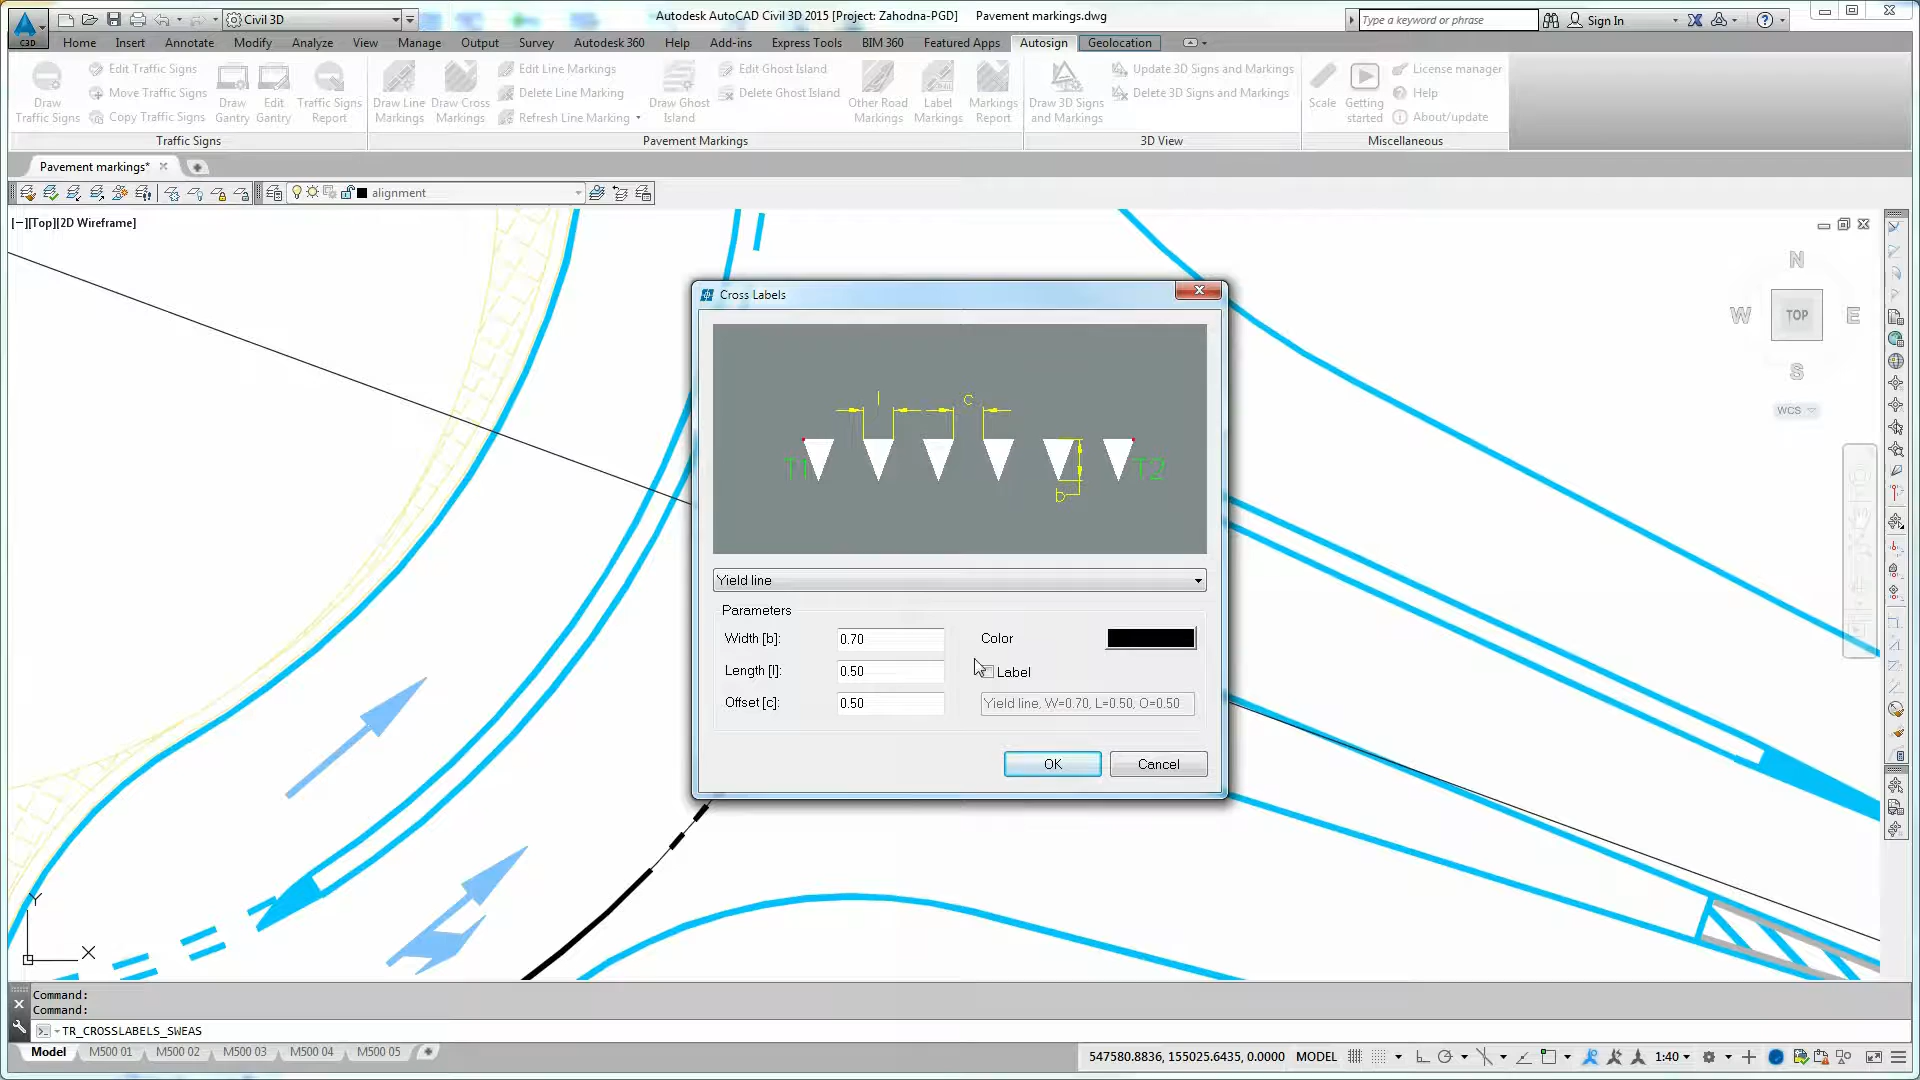 Civil 3D
Autodesk AutoCAD Civil 3D 2015 [Project: Zahodna-PGD] Pavement markings.dwg
Type a keyword or phrase
Sign In
C3D
Home Insert Annotate Modify Analyze View Manage Output Survey Autodesk 360 Help Add-ins Express Tools BIM 360 Featured Apps Autosign Geolocation
Draw Traffic Signs
Edit Traffic Signs
Move Traffic Signs
Copy Traffic Signs
Draw Gantry
Edit Gantry
Traffic Signs Report
Traffic Signs
Draw Line Markings
Draw Cross Markings
Edit Line Markings
Delete Line Marking
Refresh Line Marking
Draw Ghost Island
Edit Ghost Island
Delete Ghost Island
Other Road Markings
Label Markings
Markings Report
Pavement Markings
Draw 3D Signs and Markings
Update 3D Signs and Markings
Delete 3D Signs and Markings
3D View
Scale
Getting started
License manager
Help
About/update
Miscellaneous
Pavement markings*
alignment
[−][Top][2D Wireframe]
N
W TOP E
S
WCS
Cross Labels
l c
T1 T2
b
Yield line
Parameters
Width [b]: 0.70 Color
Length [l]: 0.50 Label
Offset [c]: 0.50 Yield line, W=0.70, L=0.50, O=0.50
OK Cancel
Y
X
Command:
Command:
TR_CROSSLABELS_SWEAS
Model M500 01 M500 02 M500 03 M500 04 M500 05
547580.8836, 155025.6435, 0.0000 MODEL 1:40